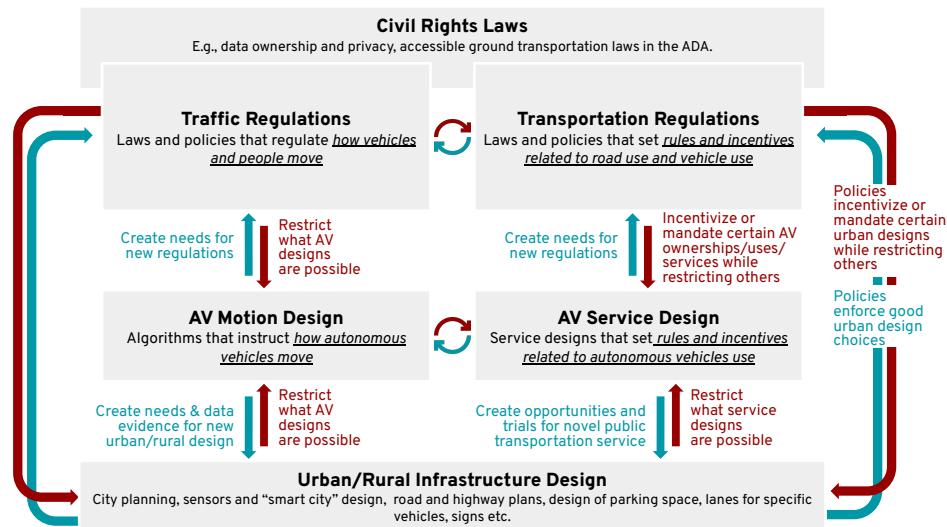 Civil Rights Laws
E.g., data ownership and privacy, accessible ground transportation laws in the ADA.
Traffic Regulations
Laws and policies that regulate how vehicles
and people move
Transportation Regulations
Laws and policies that set rules and incentives
related to road use and vehicle use
Create needs for
new regulations
Restrict
what AV
designs
are possible
Create needs for
new regulations
Incentivize or
mandate certain AV
ownerships/uses/
services while
restricting others
Policies
incentivize or
mandate certain
urban designs
while restricting
others
Policies
enforce good
urban design
choices
AV Motion Design
Algorithms that instruct how autonomous
vehicles move
AV Service Design
Service designs that set rules and incentives
related to autonomous vehicles use
Create needs & data
evidence for new
urban/rural design
Restrict
what AV
designs
are possible
Create opportunities and
trials for novel public
transportation service
Restrict
what service
designs
are possible
Urban/Rural Infrastructure Design
City planning, sensors and “smart city” design, road and highway plans, design of parking space, lanes for specific
vehicles, signs etc.